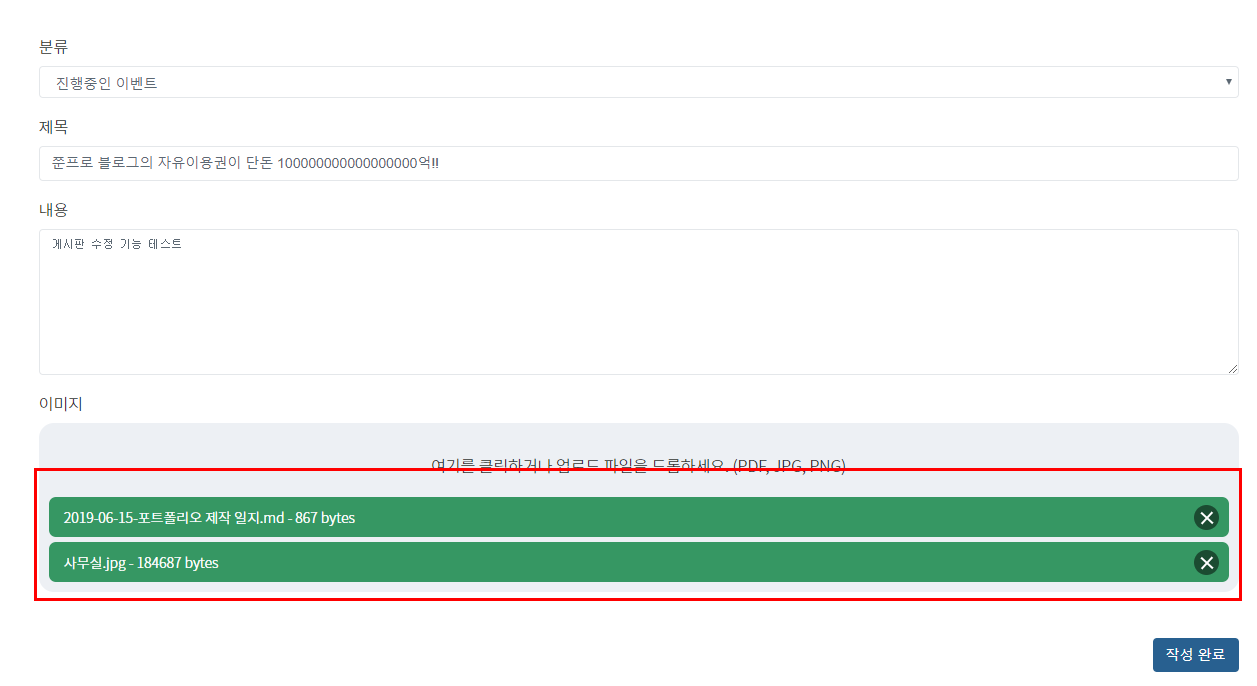 분류
진행중인 이벤트
제목
쭌프로 블로그의 자유이용권이 단돈 100000000000000000억!!
내용
게시판 수정 기능 테스트
이미지
여기를 클릭하거나 업로드 파일을 드롭하세요. (PDF, JPG, PNG)
2019-06-15-포트폴리오 제작 일지.md - 867 bytes
사무실.jpg - 184687 bytes
작성 완료